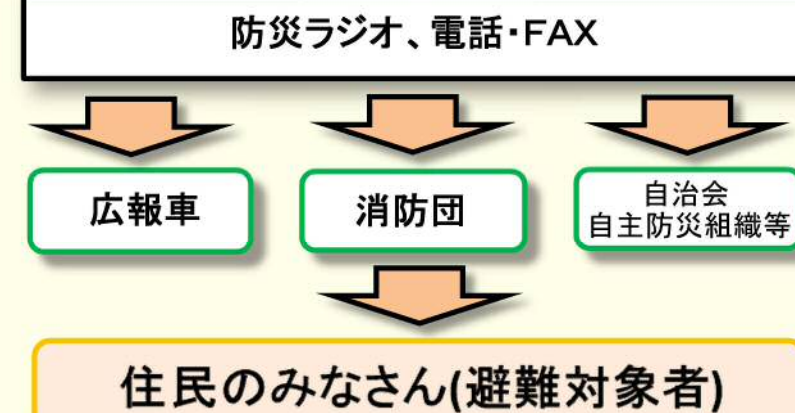 防災ラジオ、電話・FAX
広報車
消防団
自治会
自主防災組織等
住民のみなさん(避難対象者)